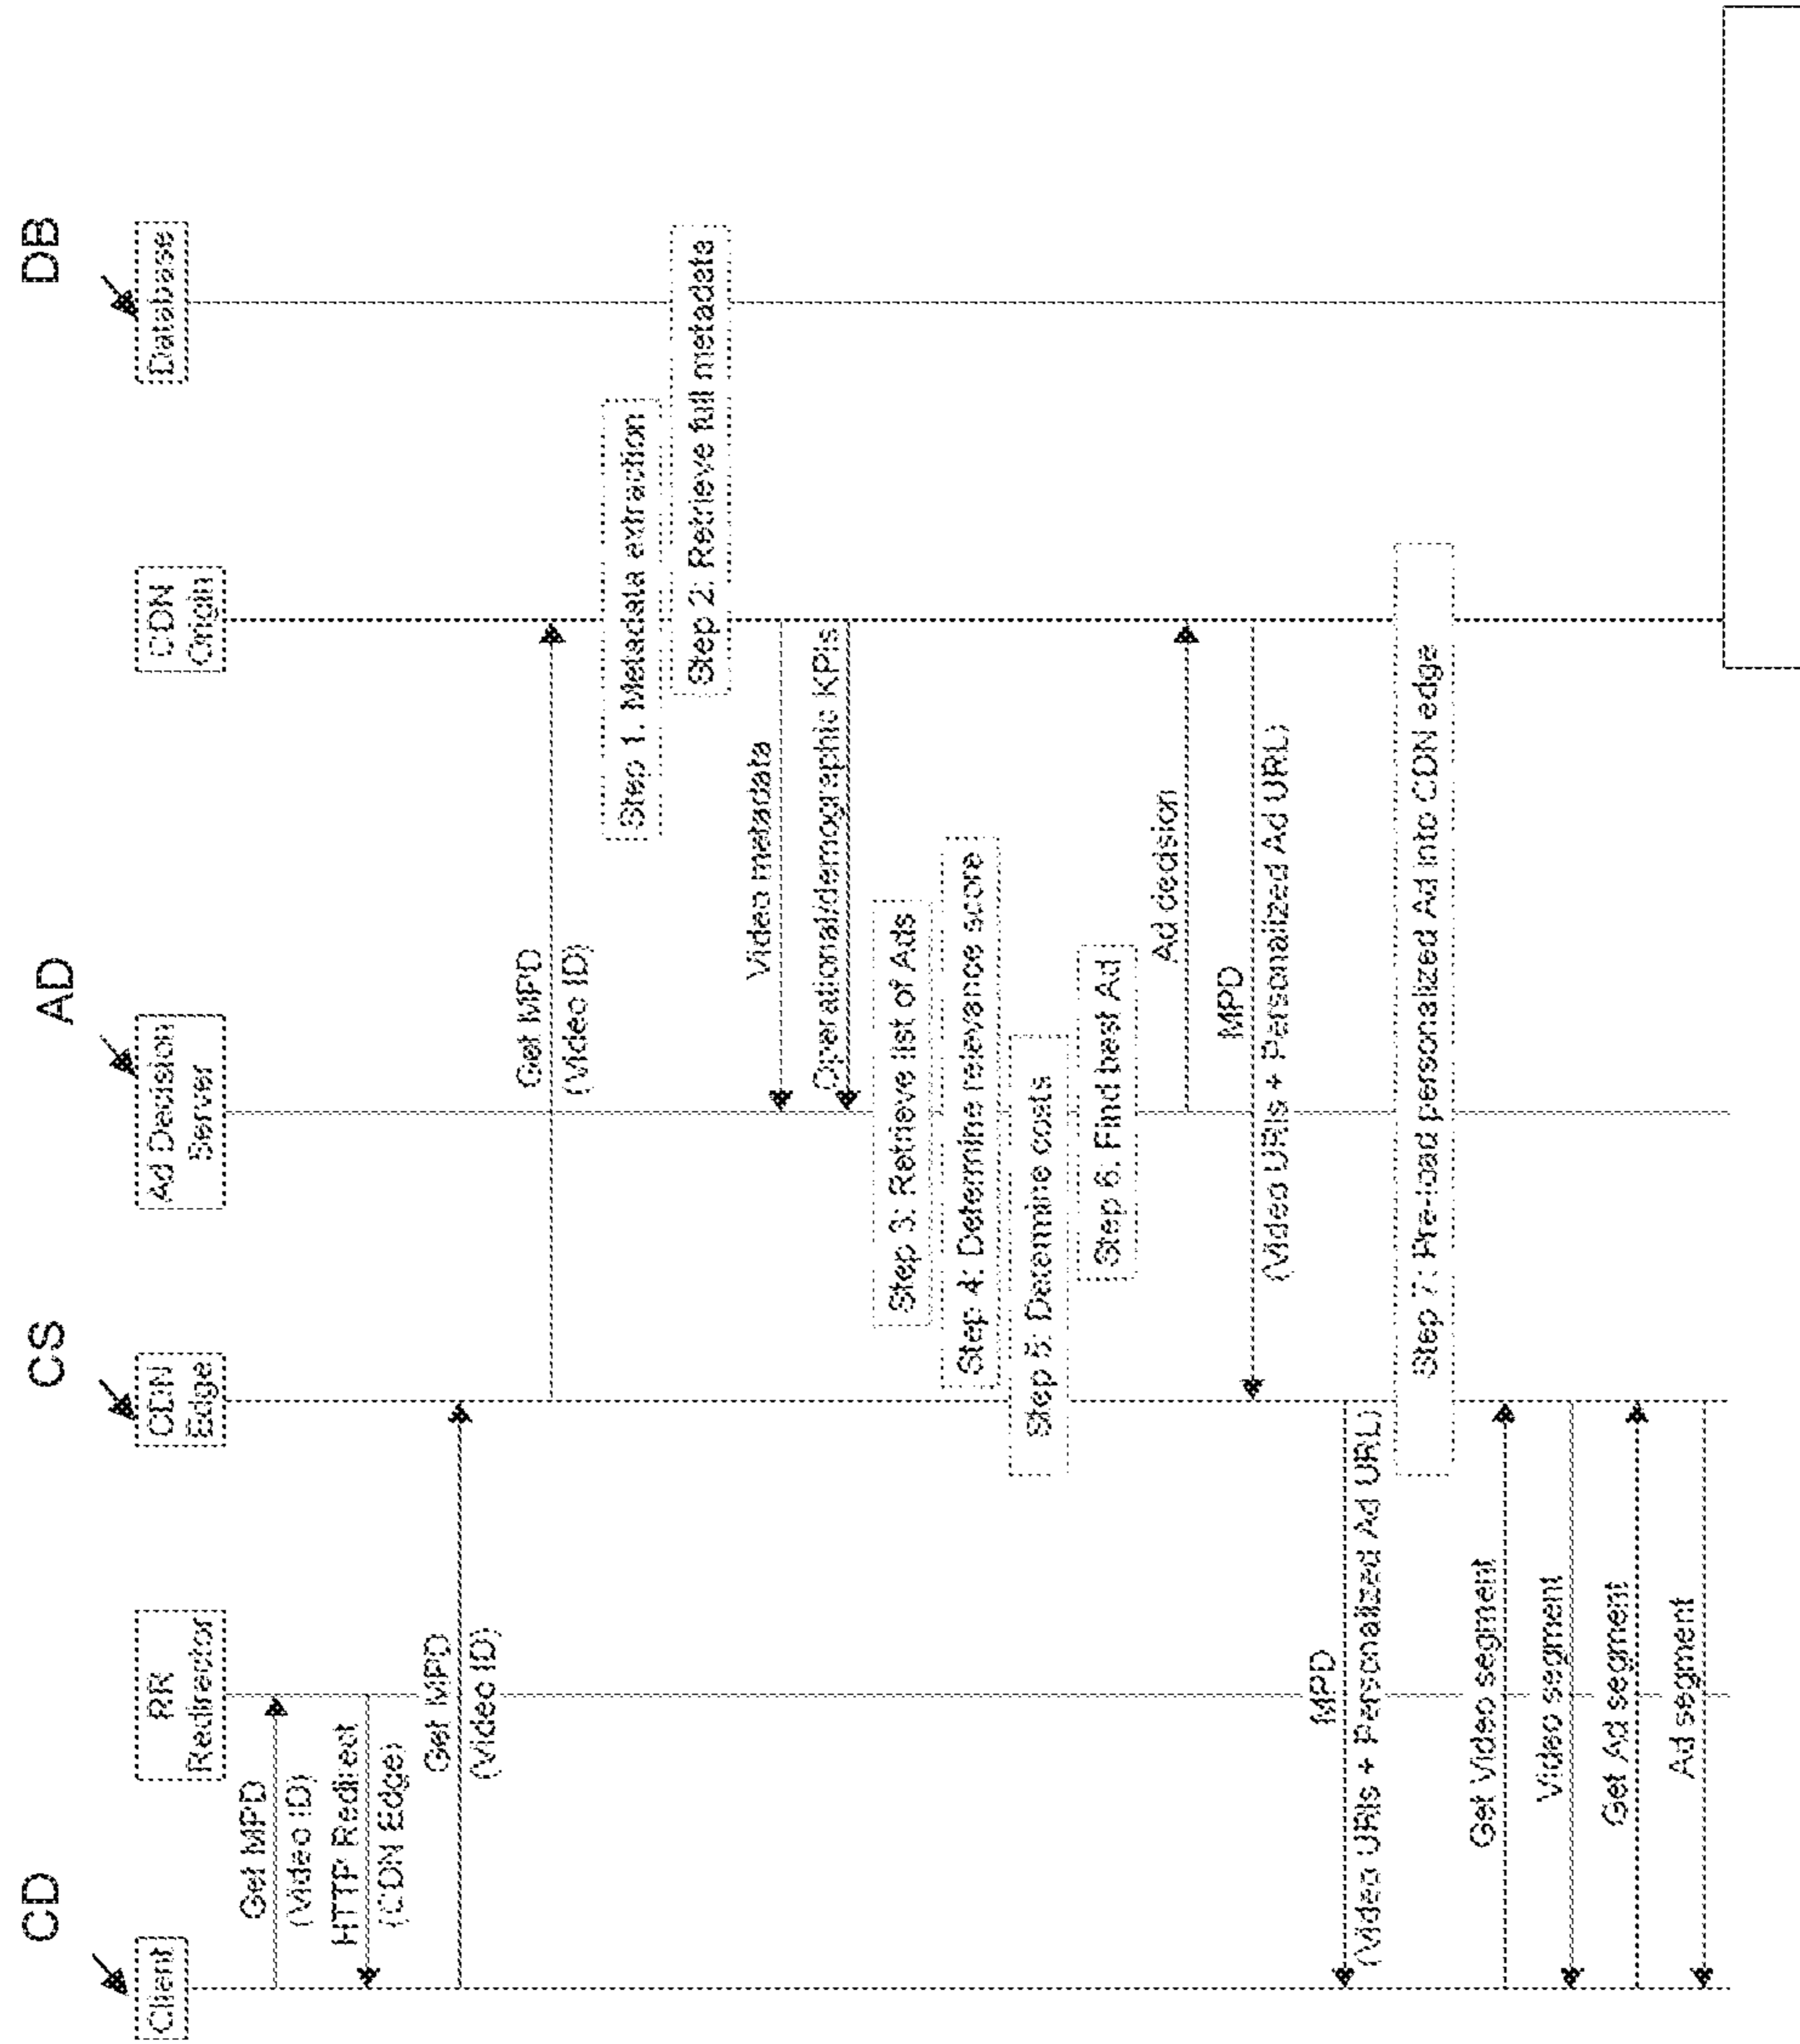 CD
CS
AD
DB
Client
RR
Redirector
CDN
Edge
Ad Decision
Server
CDN
Origin
Database
Get MPD
(Video ID)
HTTP Redirect
(CDN Edge)
Get MPD
(Video ID)
Get MPD
(Video ID)
Step 1. Metadata extraction
Step 2: Retrieve full metadata
Video metadata
Operational/demographic KPIs
Step 3: Retrieve list of Ads
Step 4: Determine relevance score
Step 5: Determine costs
Step 6. Find best Ad
Ad decision
MPD
(Video URIs + Personalized Ad URL)
MPD
(Video URIs + Personalized Ad URL)
Step 7: Pre-load personalized Ad into CDN edge
Get Video segment
Video segment
Get Ad segment
Ad segment